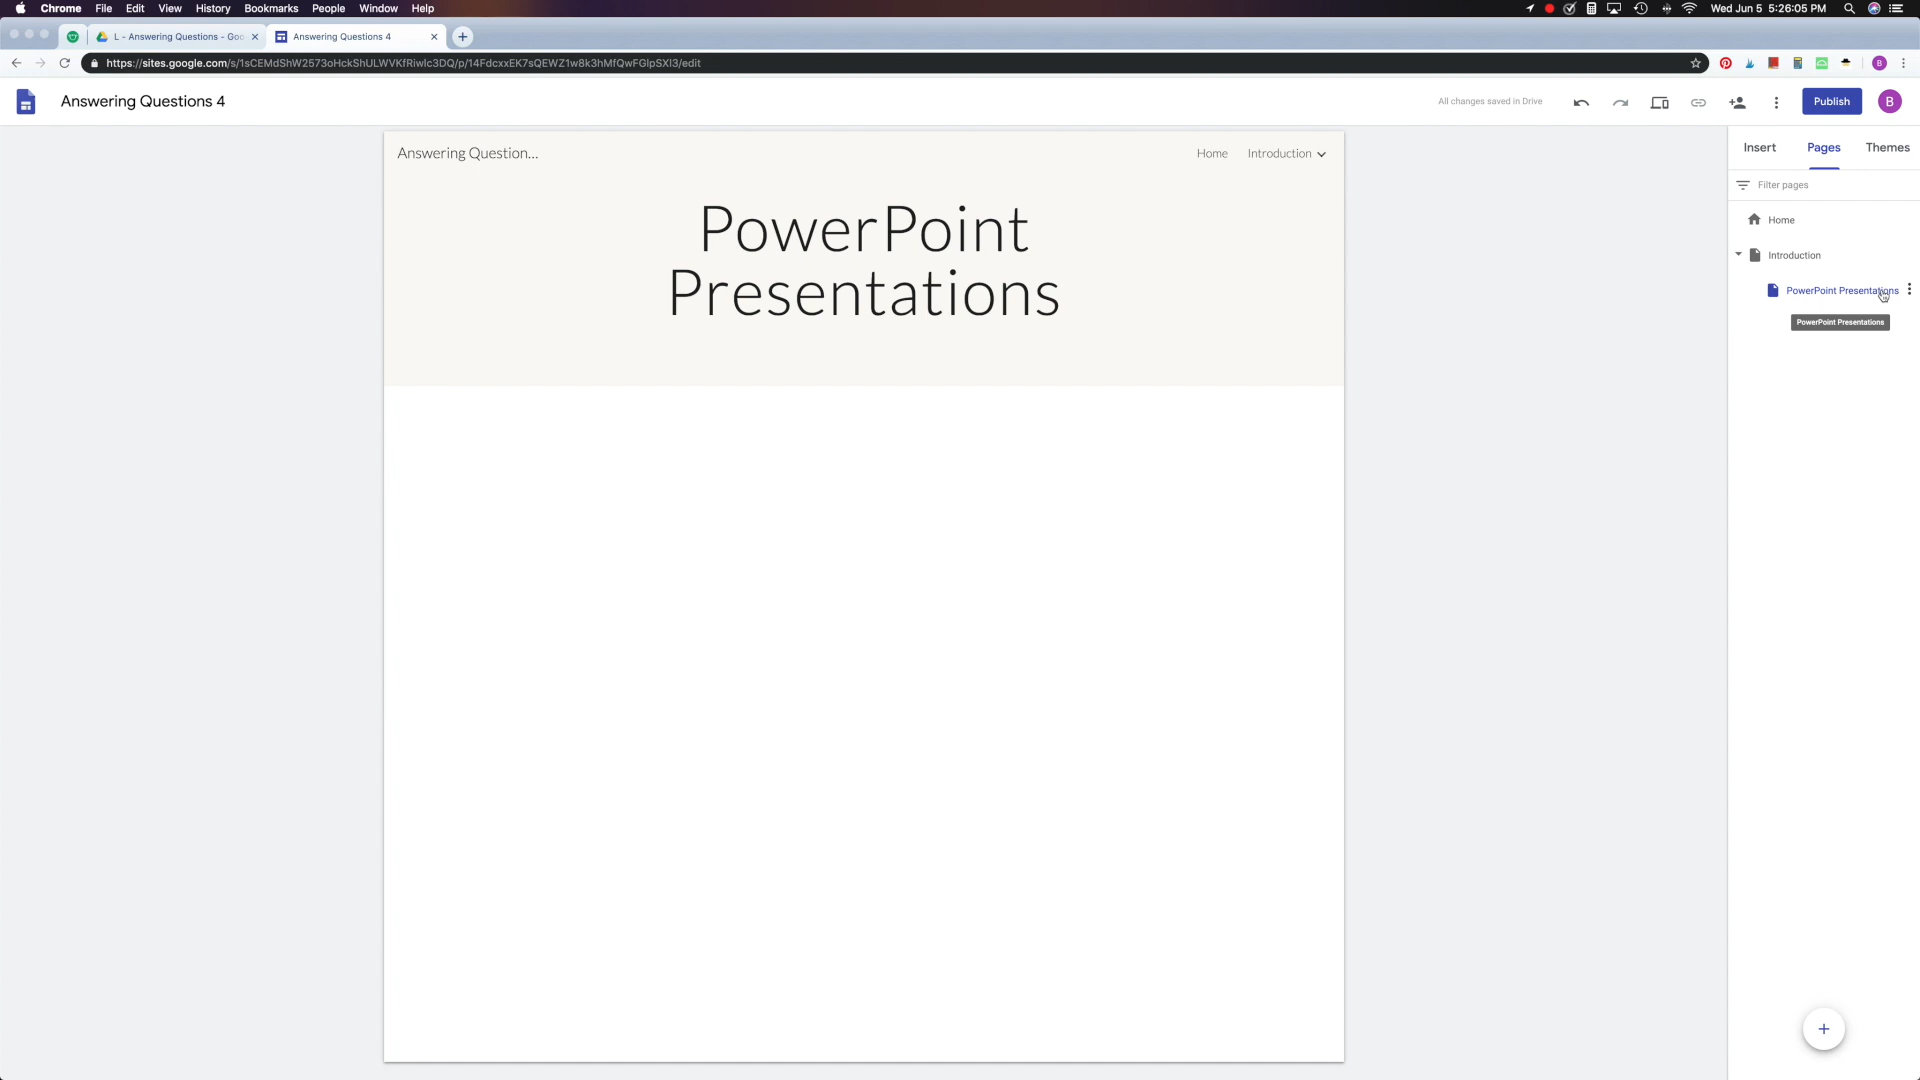 Chrome File Edit View History Bookmarks People Window Help Wed Jun 5 5:26:05 PM
L - Answering Questions - Goo
Answering Questions 4
https://sites.google.com/s/1sCEMdShW2573oHckShULWVKfRiwlc3DQ/p/14FdcxxEK7sQEWZ1w8k3hMfQwFGlpSXl3/edit
B
Answering Questions 4
All changes saved in Drive
Publish
B
Answering Question...
Home
Introduction
Insert
Pages
Themes
Filter pages
PowerPoint
Presentations
Home
Introduction
PowerPoint Presentations
PowerPoint Presentations